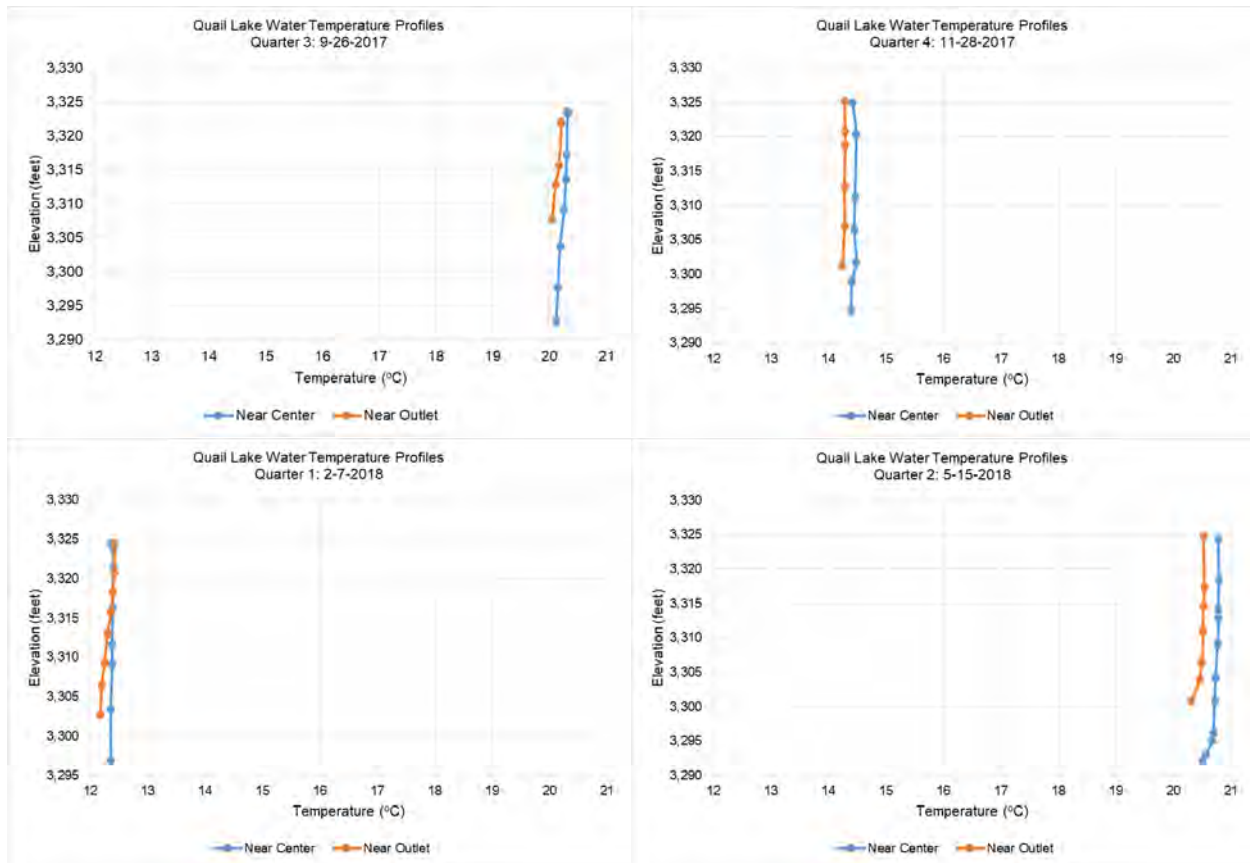 Quail Lake Water Temperature Profiles
Quarter 3: 9-26-2017
Elevation (feet)
3,330
3,325
3,320
3,315
3,310
3,305
3,300
3,295
3,290
12 13 14 15 16 17 18 19 20 21
Temperature (°C)
Near Center Near Outlet
Quail Lake Water Temperature Profiles
Quarter 4: 11-28-2017
Elevation (feet)
3,330
3,325
3,320
3,315
3,310
3,305
3,300
3,295
3,290
12 13 14 15 16 17 18 19 20 21
Temperature (°C)
Near Center Near Outlet
Quail Lake Water Temperature Profiles
Quarter 1: 2-7-2018
Elevation (feet)
3,330
3,325
3,320
3,315
3,310
3,305
3,300
3,295
12 13 14 15 16 17 18 19 20 21
Temperature (°C)
Near Center Near Outlet
Quail Lake Water Temperature Profiles
Quarter 2: 5-15-2018
Elevation (feet)
3,330
3,325
3,320
3,315
3,310
3,305
3,300
3,295
3,290
12 13 14 15 16 17 18 19 20 21
Temperature (°C)
Near Center Near Outlet